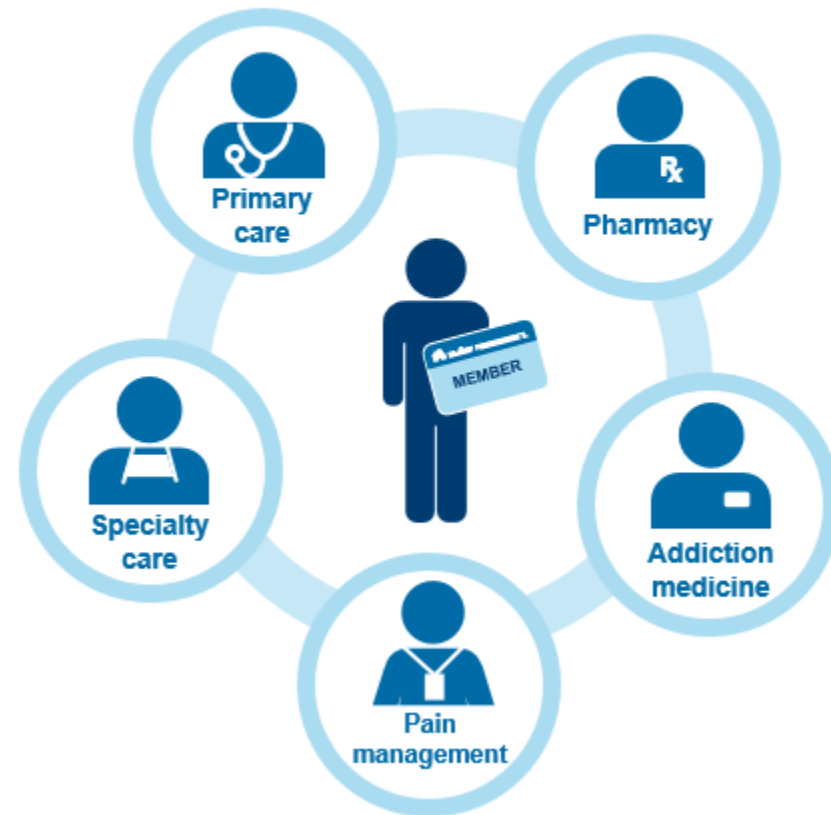 Primary
care
Rx
Pharmacy
MEMBER
Specialty
care
Addiction
medicine
Pain
management